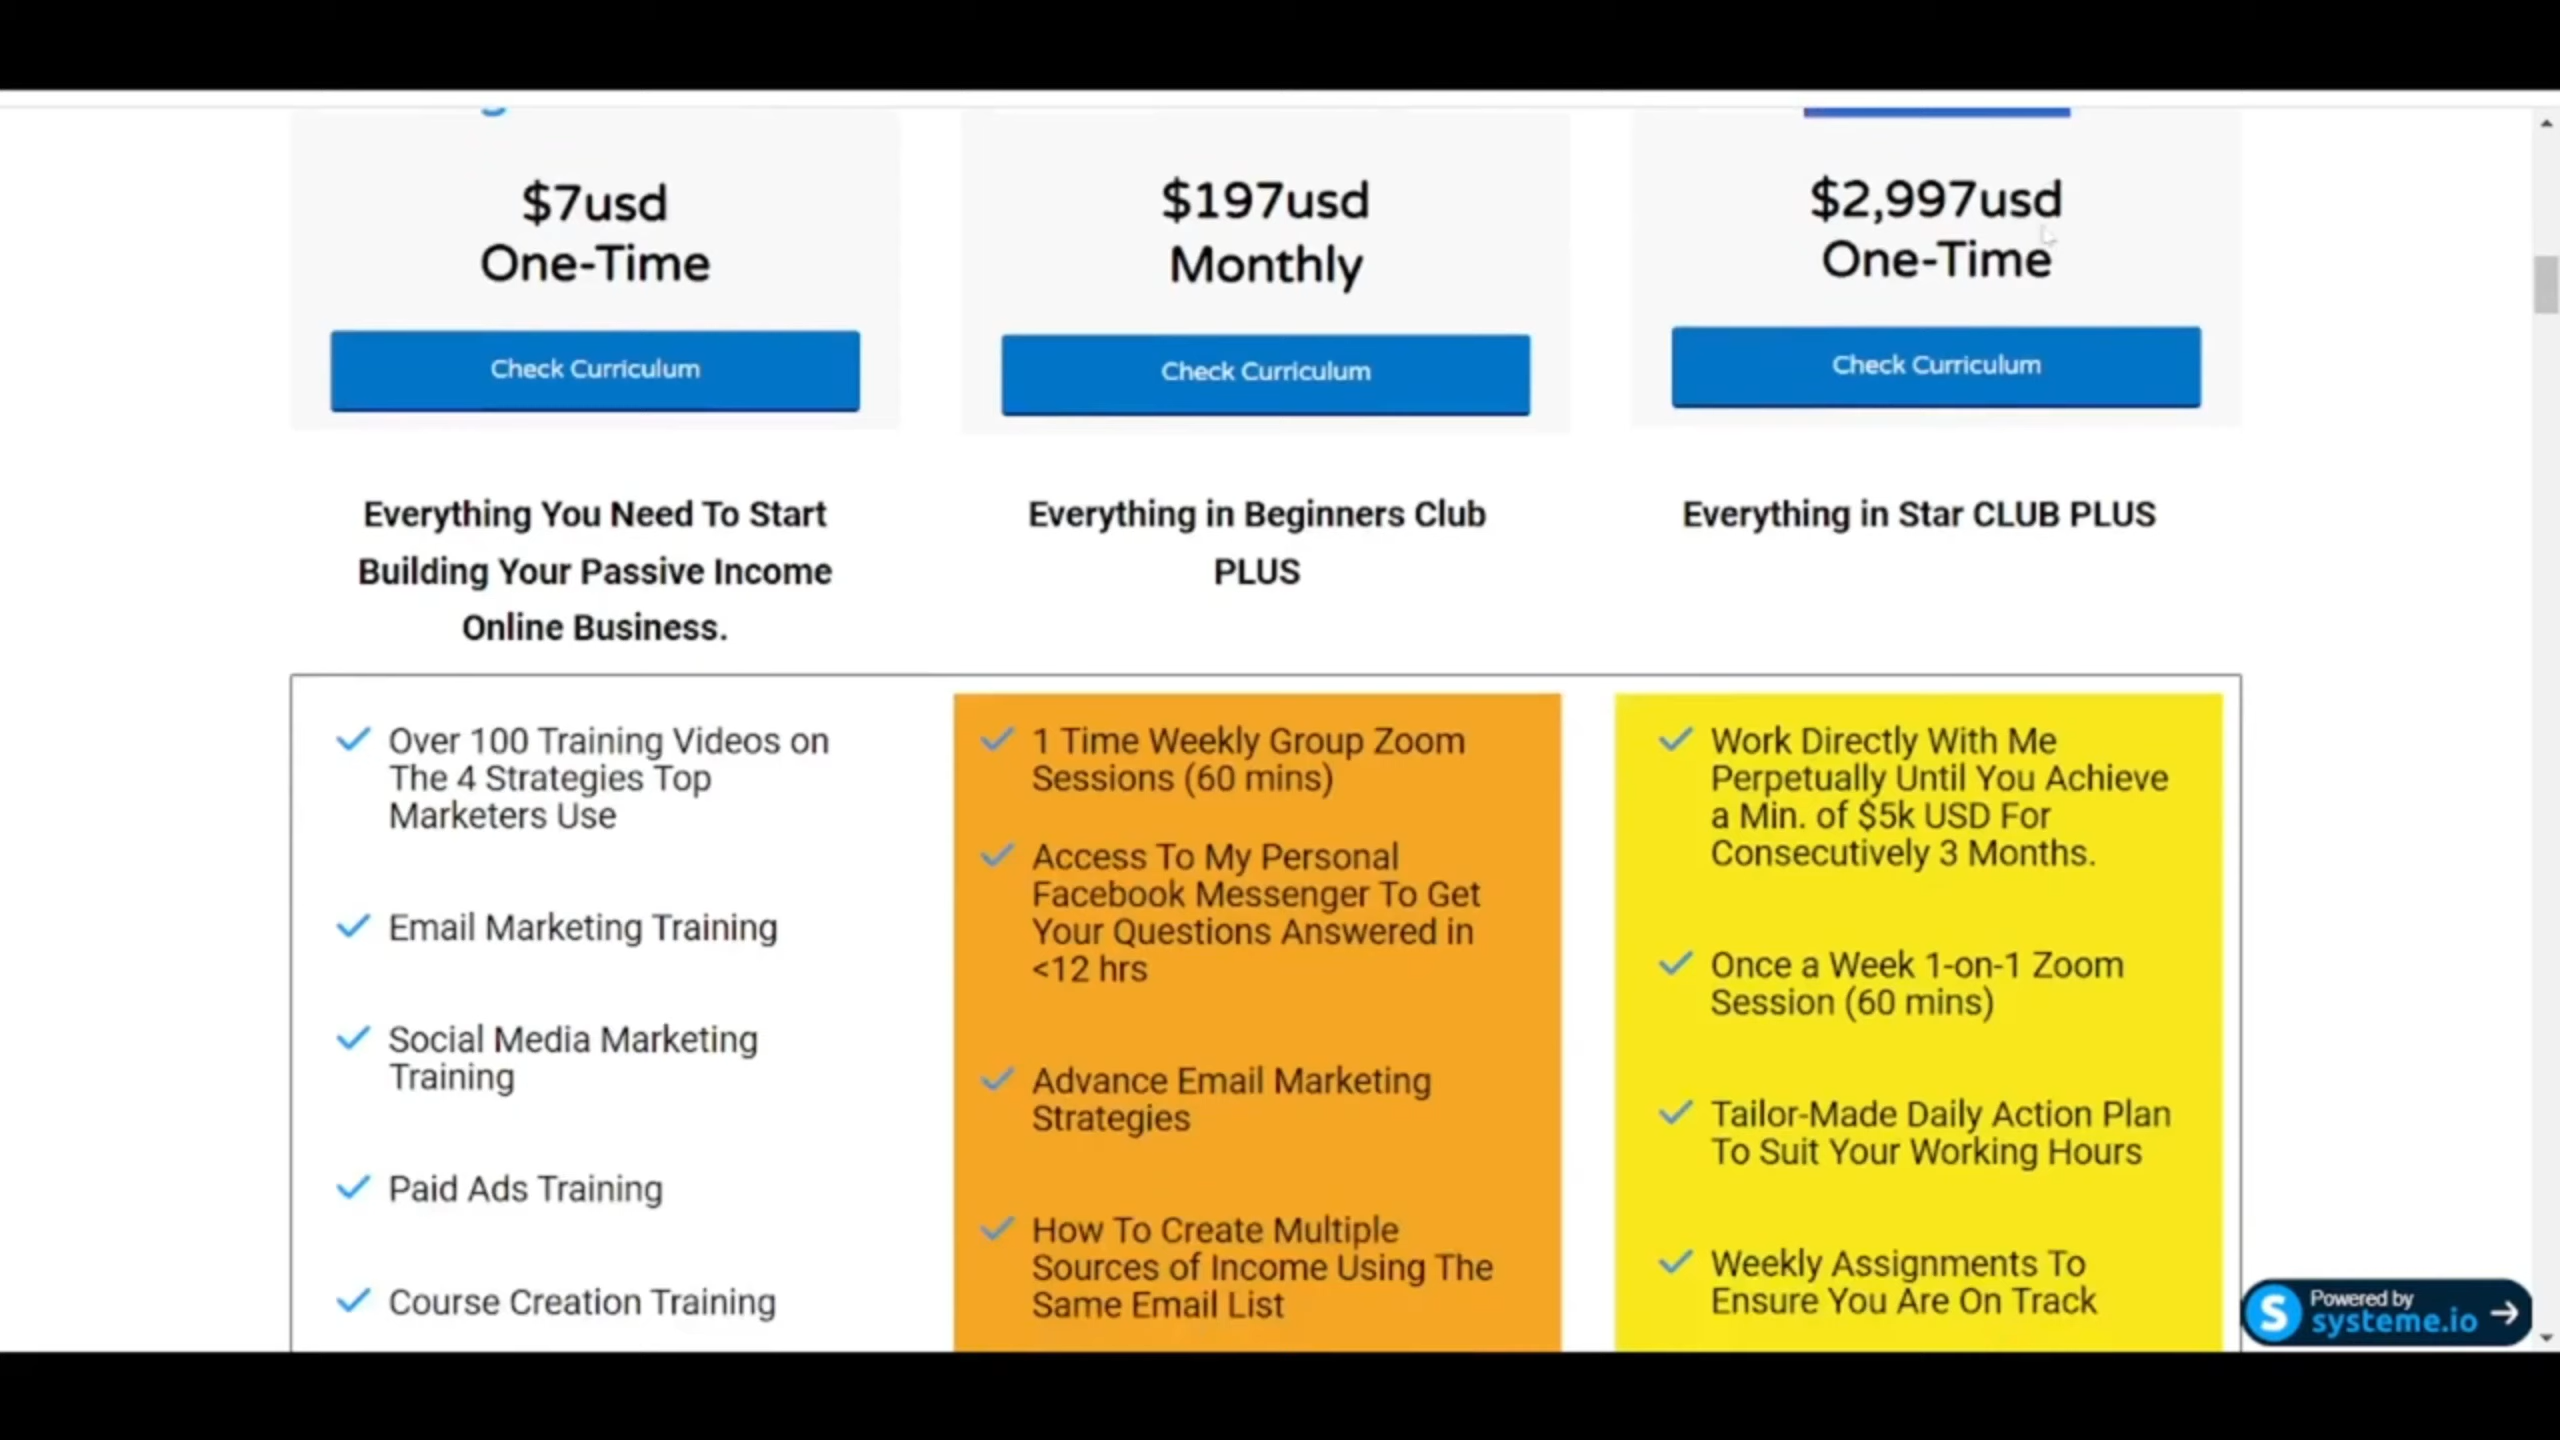 $7usd
One-Time
Check Curriculum
$197usd
Monthly
Check Curriculum
$2,997usd
One-Time
Check Curriculum
Everything You Need To Start
Building Your Passive Income
Online Business.
Everything in Beginners Club
PLUS
Everything in Star CLUB PLUS
Over 100 Training Videos on
The 4 Strategies Top
Marketers Use
Email Marketing Training
Social Media Marketing
Training
Paid Ads Training
Course Creation Training
1 Time Weekly Group Zoom
Sessions (60 mins)
Access To My Personal
Facebook Messenger To Get
Your Questions Answered in
<12 hrs
Advance Email Marketing
Strategies
How To Create Multiple
Sources of Income Using The
Same Email List
Work Directly With Me
Perpetually Until You Achieve
a Min. of $5k USD For
Consecutively 3 Months.
Once a Week 1-on-1 Zoom
Session (60 mins)
Tailor-Made Daily Action Plan
To Suit Your Working Hours
Weekly Assignments To
Ensure You Are On Track
Powered by
systeme.io